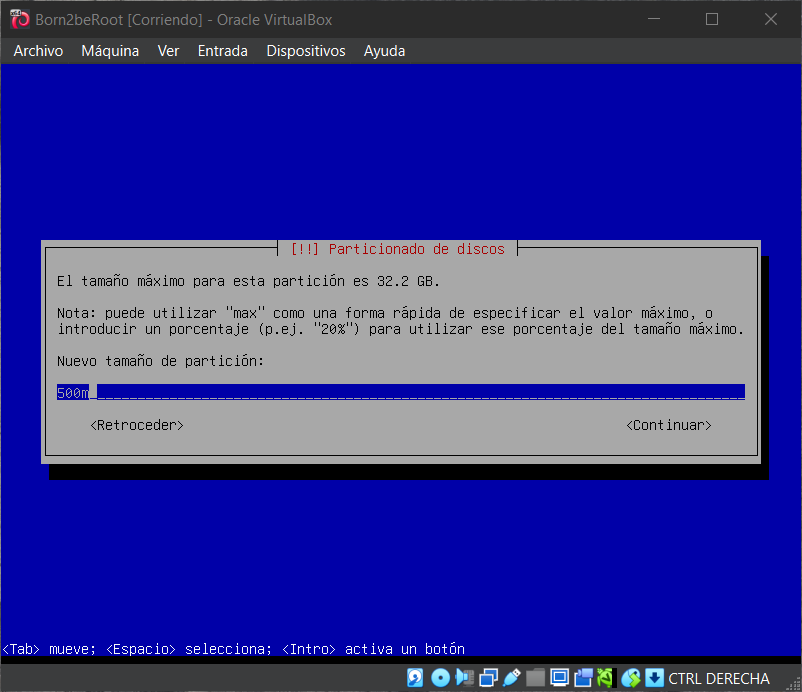 Born2beRoot [Corriendo] - Oracle VirtualBox
Archivo Máquina Ver Entrada Dispositivos Ayuda
[!!] Particionado de discos
El tamaño máximo para esta partición es 32.2 GB.
Nota: puede utilizar "max" como una forma rápida de especificar el valor máximo, o
introducir un porcentaje (p.ej. "20%") para utilizar ese porcentaje del tamaño máximo.
Nuevo tamaño de partición:
500m
<Retroceder> <Continuar>
<Tab> mueve; <Espacio> selecciona; <Intro> activa un botón
CTRL DERECHA